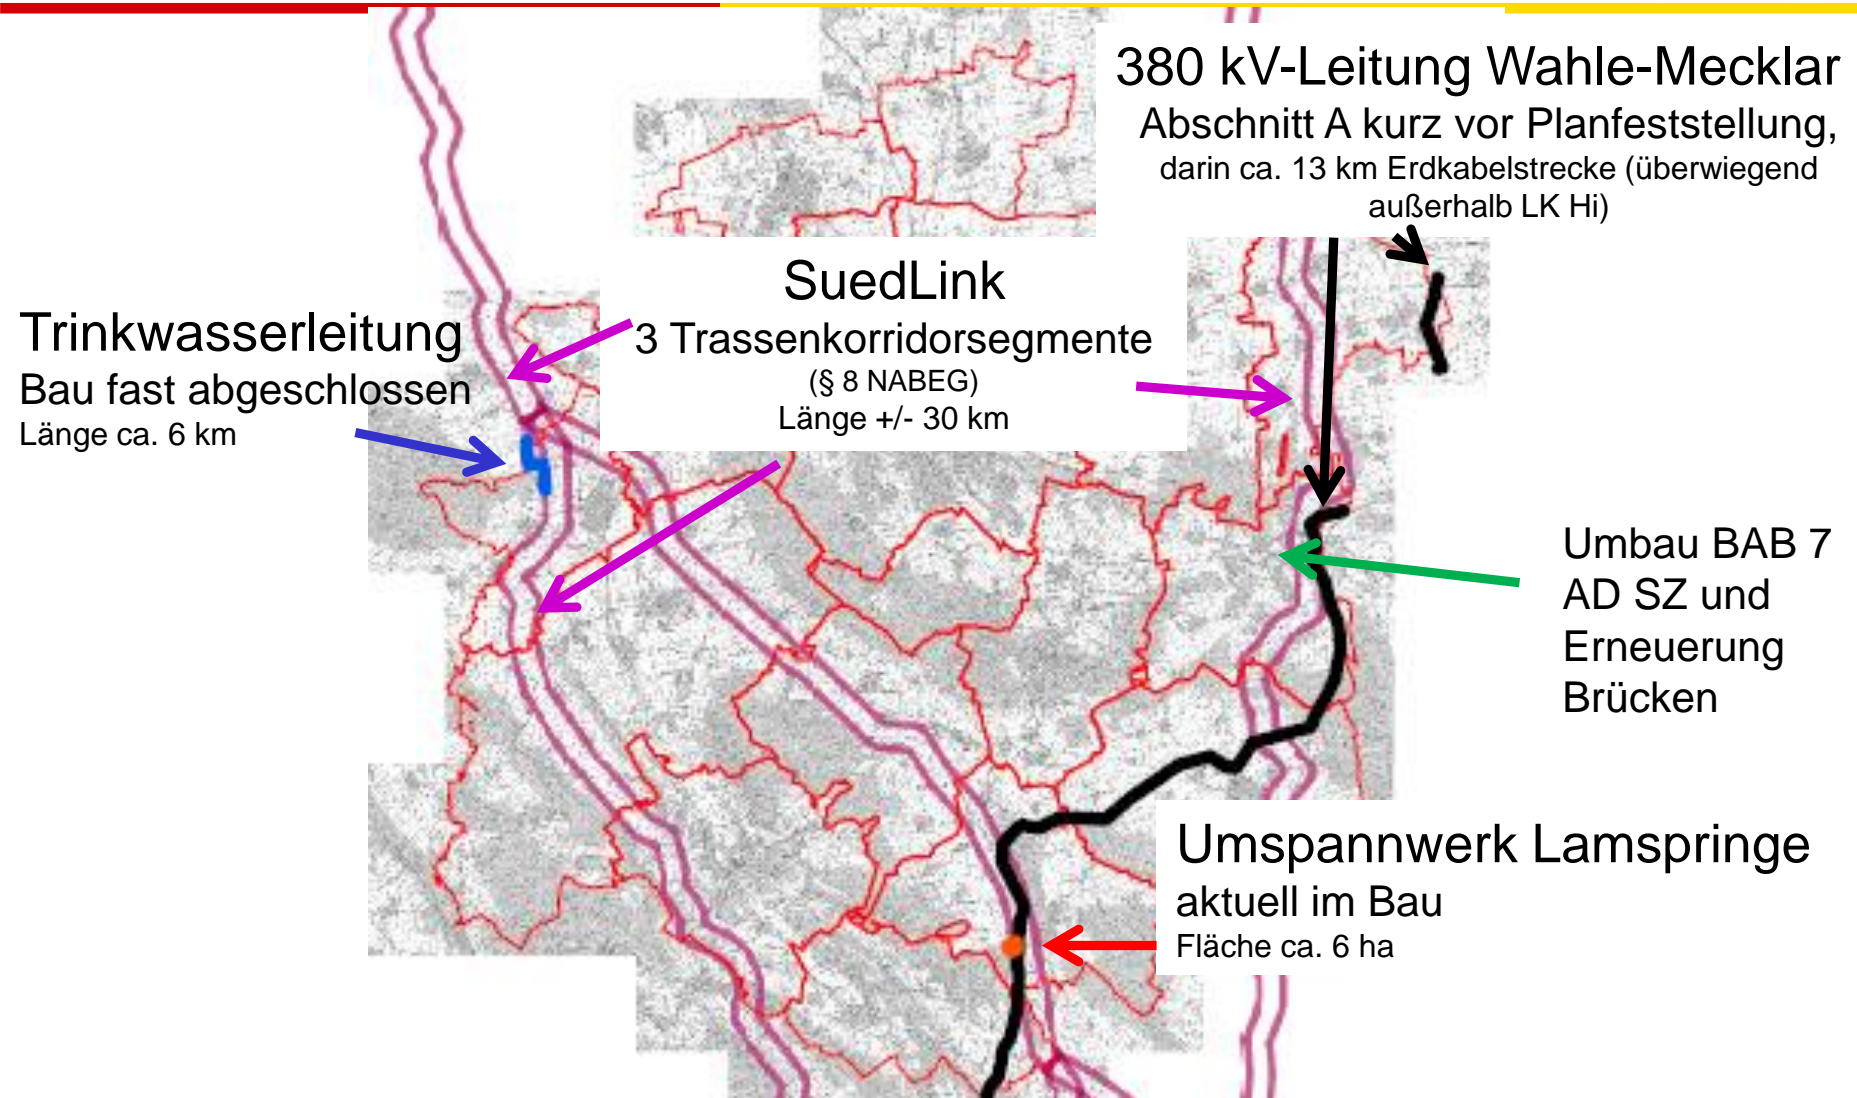 380 kV-Leitung Wahle-Mecklar
Abschnitt A kurz vor Planfeststellung,
darin ca. 13 km Erdkabelstrecke (überwiegend
außerhalb LK Hi)
SuedLink
3 Trassenkorridorsegmente
(§ 8 NABEG)
Länge +/- 30 km
Trinkwasserleitung
Bau fast abgeschlossen
Länge ca. 6 km
Umbau BAB 7
AD SZ und
Erneuerung
Brücken
Umspannwerk Lamspringe
aktuell im Bau
Fläche ca. 6 ha